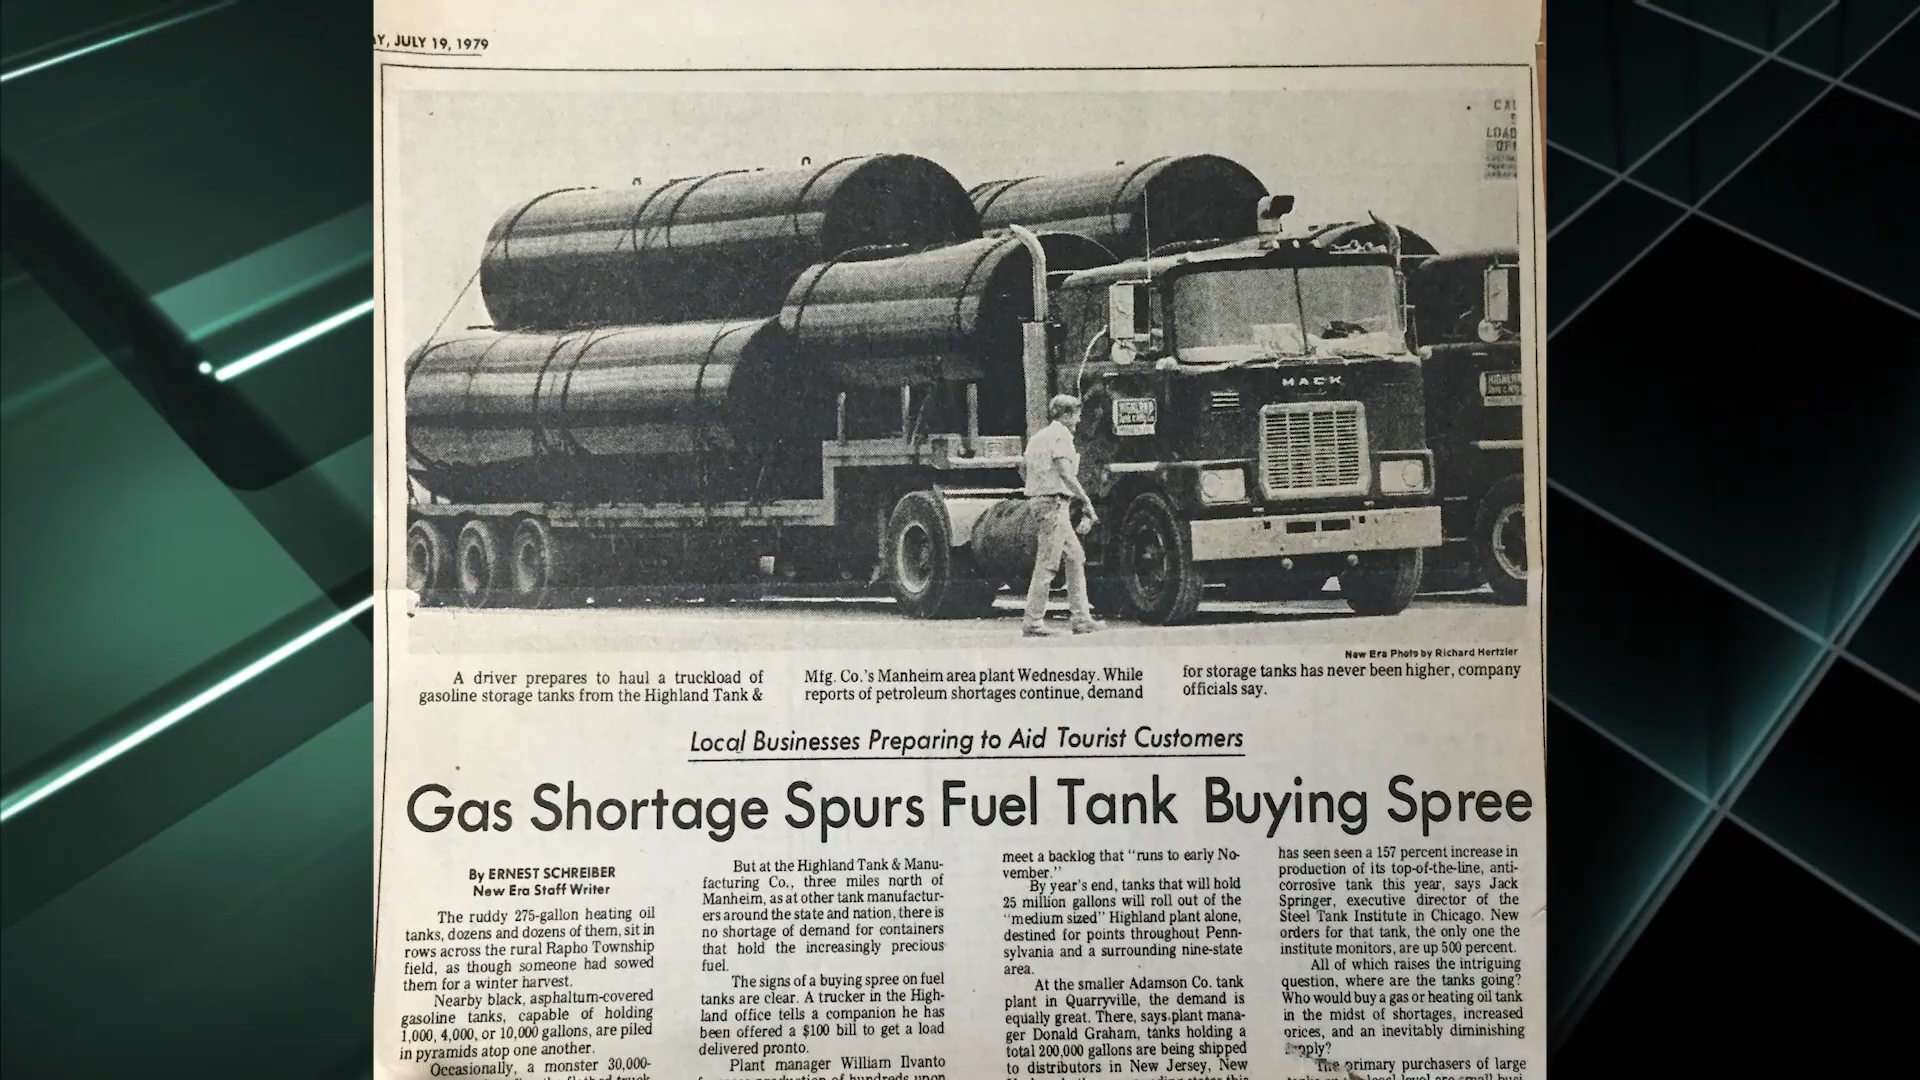 Y, JULY 19, 1979
LOAD
MACK
HIGHLAND
New Era Photo by Richard Hertzler
A driver prepares to haul a truckload of
gasoline storage tanks from the Highland Tank &
Mfg. Co.'s Manheim area plant Wednesday. While
reports of petroleum shortages continue, demand
for storage tanks has never been higher, company
officials say.
Local Businesses Preparing to Aid Tourist Customers
Gas Shortage Spurs Fuel Tank Buying Spree
By ERNEST SCHREIBER
New Era Staff Writer
The ruddy 275-gallon heating oil
tanks, dozens and dozens of them, sit in
rows across the rural Rapho Township
field, as though someone had sowed
them for a winter harvest.
Nearby black, asphaltum-covered
gasoline tanks, capable of holding
1,000, 4,000, or 10,000 gallons, are piled
in pyramids atop one another.
Occasionally, a monster 30,000-
But at the Highland Tank & Manu-
facturing Co., three miles north of
Manheim, as at other tank manufactur-
ers around the state and nation, there is
no shortage of demand for containers
that hold the increasingly precious
fuel.
The signs of a buying spree on fuel
tanks are clear. A trucker in the High-
land office tells a companion he has
been offered a $100 bill to get a load
delivered pronto.
Plant manager William Ilvanto
meet a backlog that "runs to early No-
vember."
By year's end, tanks that will hold
25 million gallons will roll out of the
"medium sized" Highland plant alone,
destined for points throughout Penn-
sylvania and a surrounding nine-state
area.
At the smaller Adamson Co. tank
plant in Quarryville, the demand is
equally great. There, says plant mana-
ger Donald Graham, tanks holding a
total 200,000 gallons are being shipped
to distributors in New Jersey, New
has seen seen a 157 percent increase in
production of its top-of-the-line, anti-
corrosive tank this year, says Jack
Springer, executive director of the
Steel Tank Institute in Chicago. New
orders for that tank, the only one the
institute monitors, are up 500 percent.
All of which raises the intriguing
question, where are the tanks going?
Who would buy a gas or heating oil tank
in the midst of shortages, increased
prices, and an inevitably diminishing
pply?
The primary purchasers of large